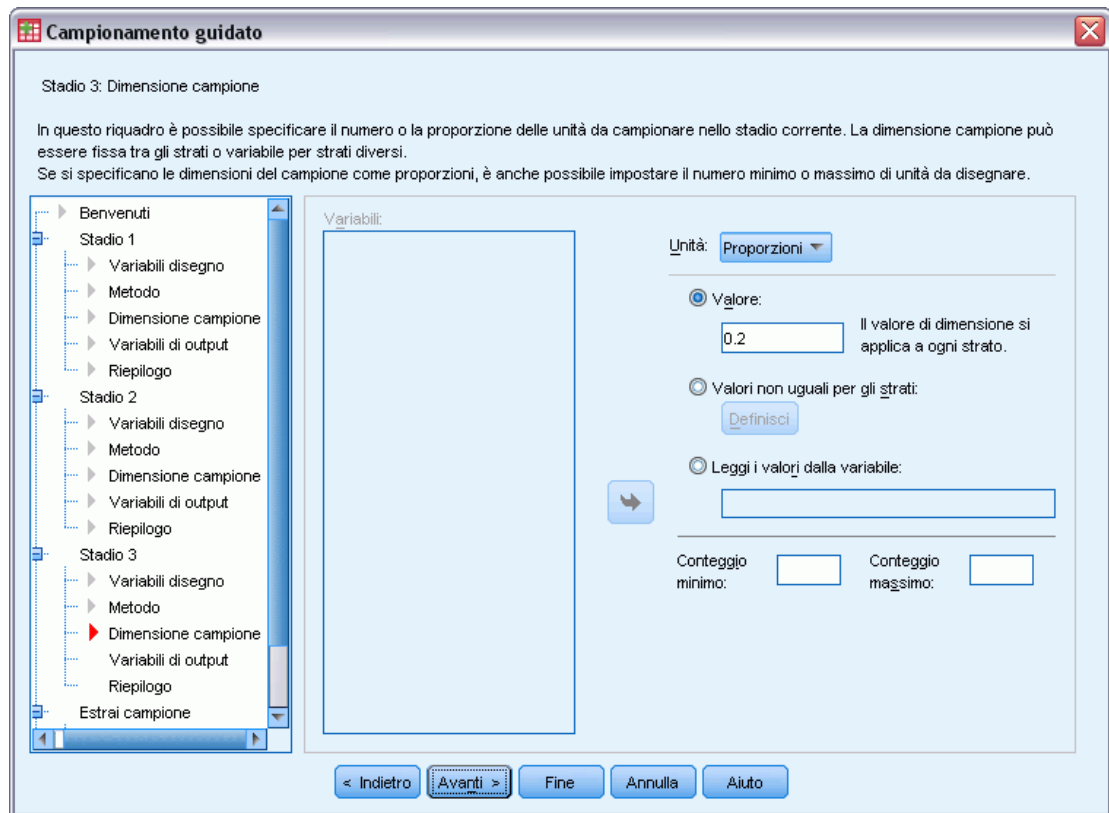 Campionamento guidato
Stadio 3: Dimensione campione
In questo riquadro è possibile specificare il numero o la proporzione delle unità da campionare nello stadio corrente. La dimensione campione può
essere fissa tra gli strati o variabile per strati diversi.
Se si specificano le dimensioni del campione come proporzioni, è anche possibile impostare il numero minimo o massimo di unità da disegnare.
Benvenuti
Stadio 1
Variabili disegno
Metodo
Dimensione campione
Variabili di output
Riepilogo
Stadio 2
Variabili disegno
Metodo
Dimensione campione
Variabili di output
Riepilogo
Stadio 3
Variabili disegno
Metodo
Dimensione campione
Variabili di output
Riepilogo
Estrai campione
Variabili:
Unità: Proporzioni
Valore:
0.2
Il valore di dimensione si
applica a ogni strato.
Valori non uguali per gli strati:
Definisci
Leggi i valori dalla variabile:
Conteggio
minimo:
Conteggio
massimo:
< Indietro Avanti > Fine Annulla Aiuto